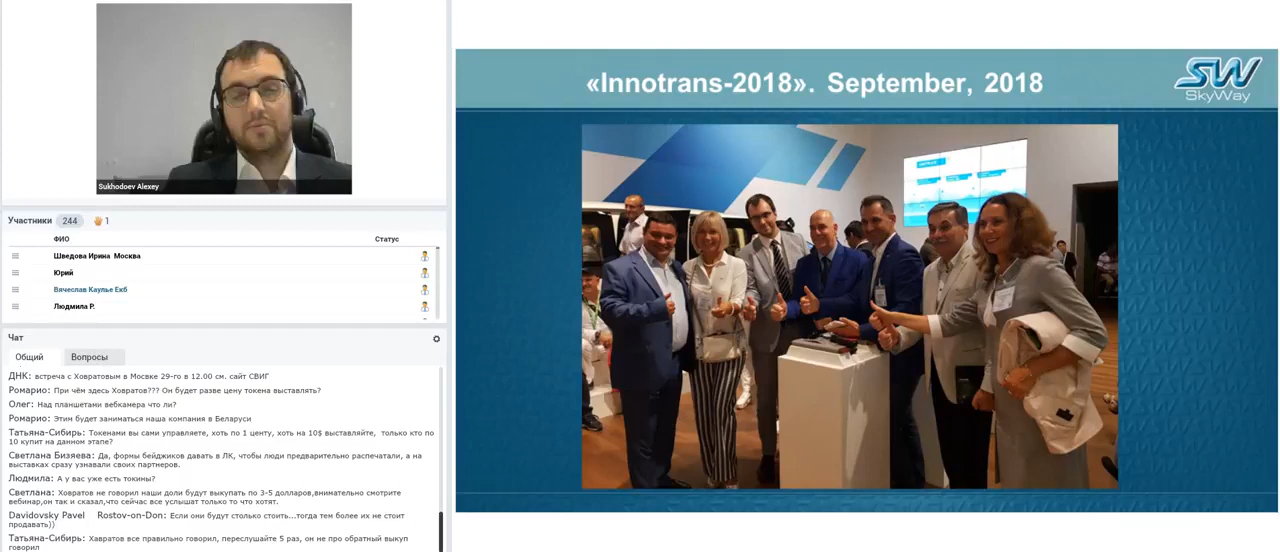 Sukhodoev Alexey
Участники 244 1
ФИО Статус
Шведова Ирина Москва
Юрий
Вячеслав Каулье Екб
Людмила Р.
Чат
Общий Вопросы
ДНК: встреча с Ховратовым в Мосвке 29-го в 12.00 см. сайт СВИГ
Ромарио: При чём здесь Ховратов??? Он будет разве цену токена выставлять?
Олег: Над планшетами вебкамера что ли?
Ромарио: Этим будет заниматься наша компания в Беларуси
Татьяна-Сибирь: Токенами вы сами управляете, хоть по 1 центу, хоть на 10$ выставляйте, только кто по
10 купит на данном этапе?
Светлана Бизяева: Да, формы бейджиков давать в ЛК, чтобы люди предварительно распечатали, а на
выставках сразу узнавали своих партнеров.
Людмила: А у вас уже есть токины?
Светлана: Ховратов не говорил наши доли будут выкупать по 3-5 долларов,внимательно смотрите
вебинар,он так и сказал,что сейчас все услышат только то что хотят.
Davidovsky Pavel Rostov-on-Don: Если они будут столько стоить...тогда тем более их не стоит
продавать))
Татьяна-Сибирь: Хавратов все правильно говорил, переслушайте 5 раз, он не про обратный выкуп
говорил
«Innotrans-2018». September, 2018
SW
SkyWay